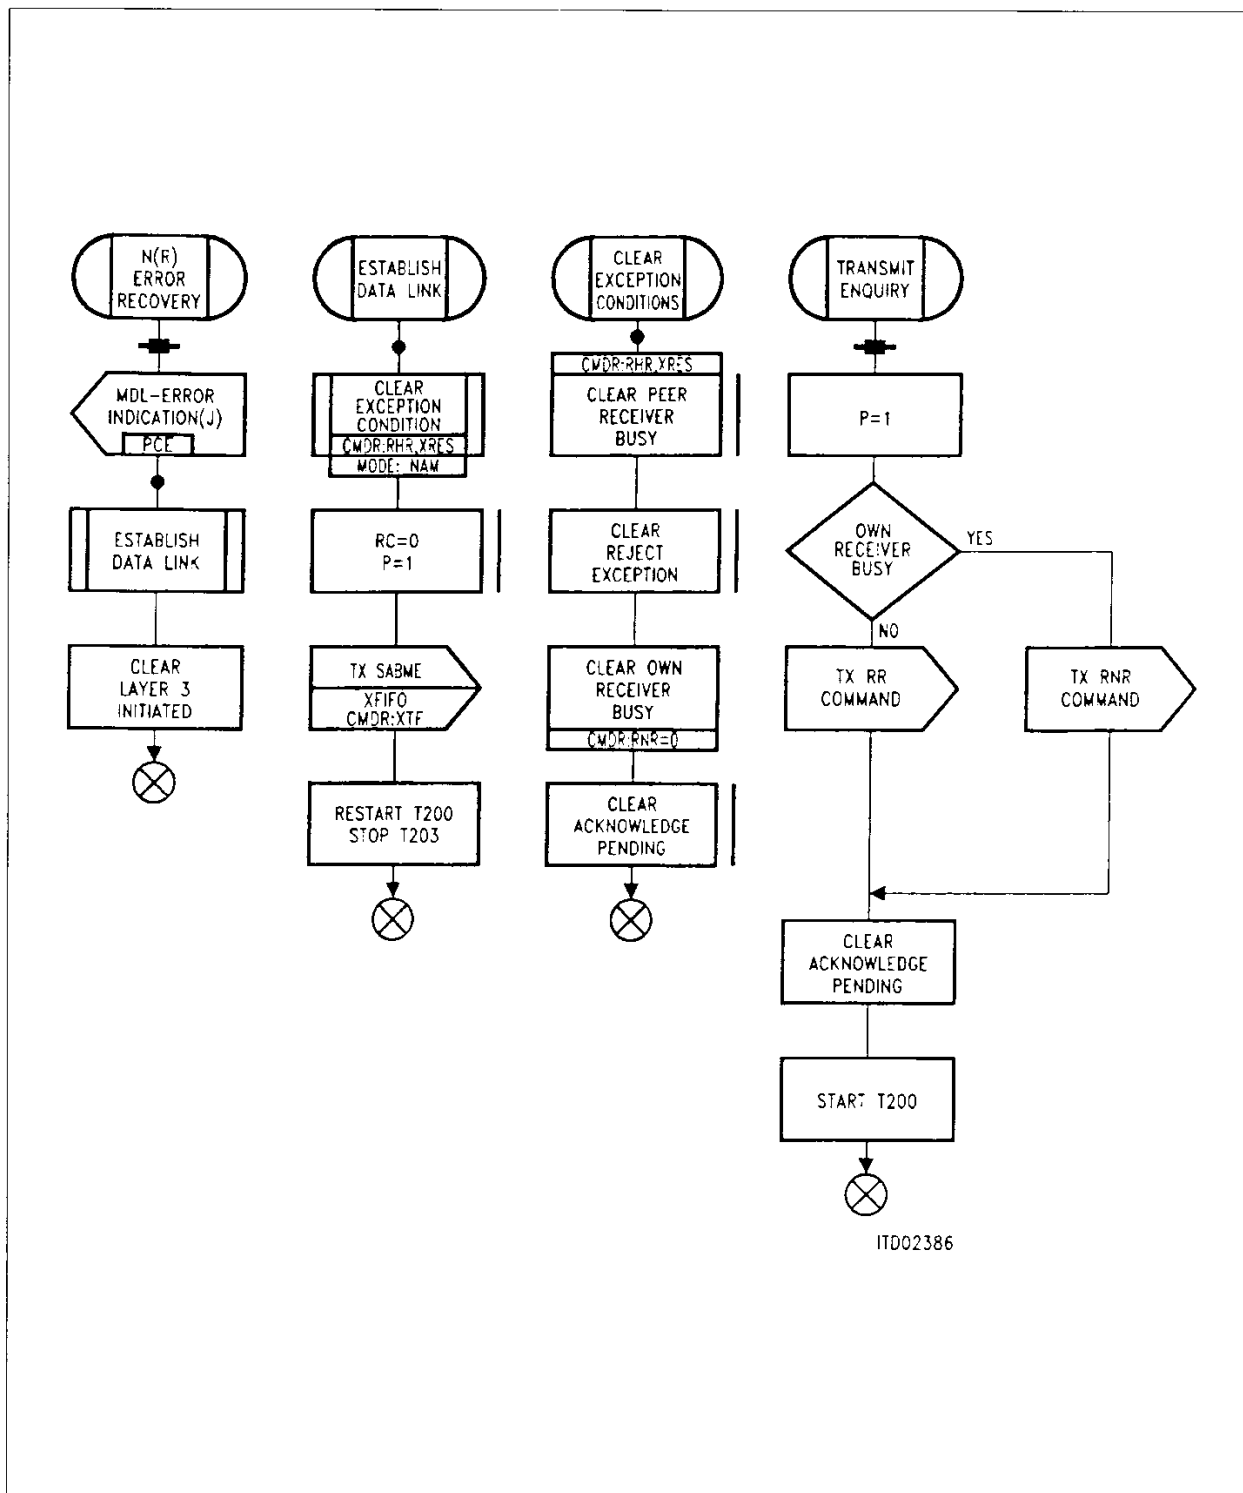 N(R)
ERROR
RECOVERY
MDL-ERROR
INDICATION(J)
PCE
ESTABLISH
DATA LINK
CLEAR
LAYER 3
INITIATED
ESTABLISH
DATA LINK
CLEAR
EXCEPTION
CONDITION
CMDR:RHR,XRES
MODE: NAM
RC=0
P=1
TX SABME
XFIFO
CMDR:XTF
RESTART T200
STOP T203
CLEAR
EXCEPTION
CONDITIONS
CMDR:RHR,XRES
CLEAR PEER
RECEIVER
BUSY
CLEAR
REJECT
EXCEPTION
CLEAR OWN
RECEIVER
BUSY
CMDR:RNR=0
CLEAR
ACKNOWLEDGE
PENDING
TRANSMIT
ENQUIRY
P=1
OWN
RECEIVER
BUSY
YES
NO
TX RR
COMMAND
TX RNR
COMMAND
CLEAR
ACKNOWLEDGE
PENDING
START T200
ITD02386